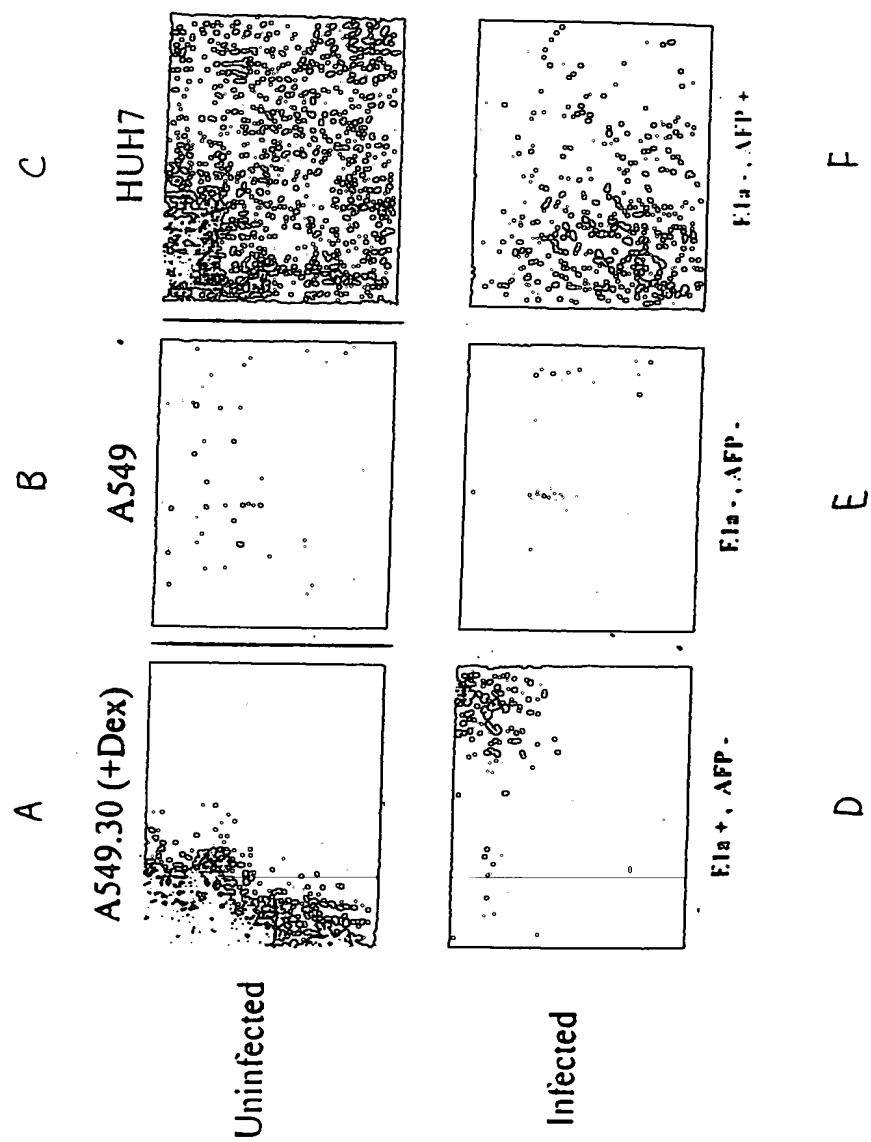 A B C
A549.30 (+Dex) A549 HUH7
Uninfected
Infected
E1a+, AFP- E1a-, AFP- E1a-, AFP+
D E F